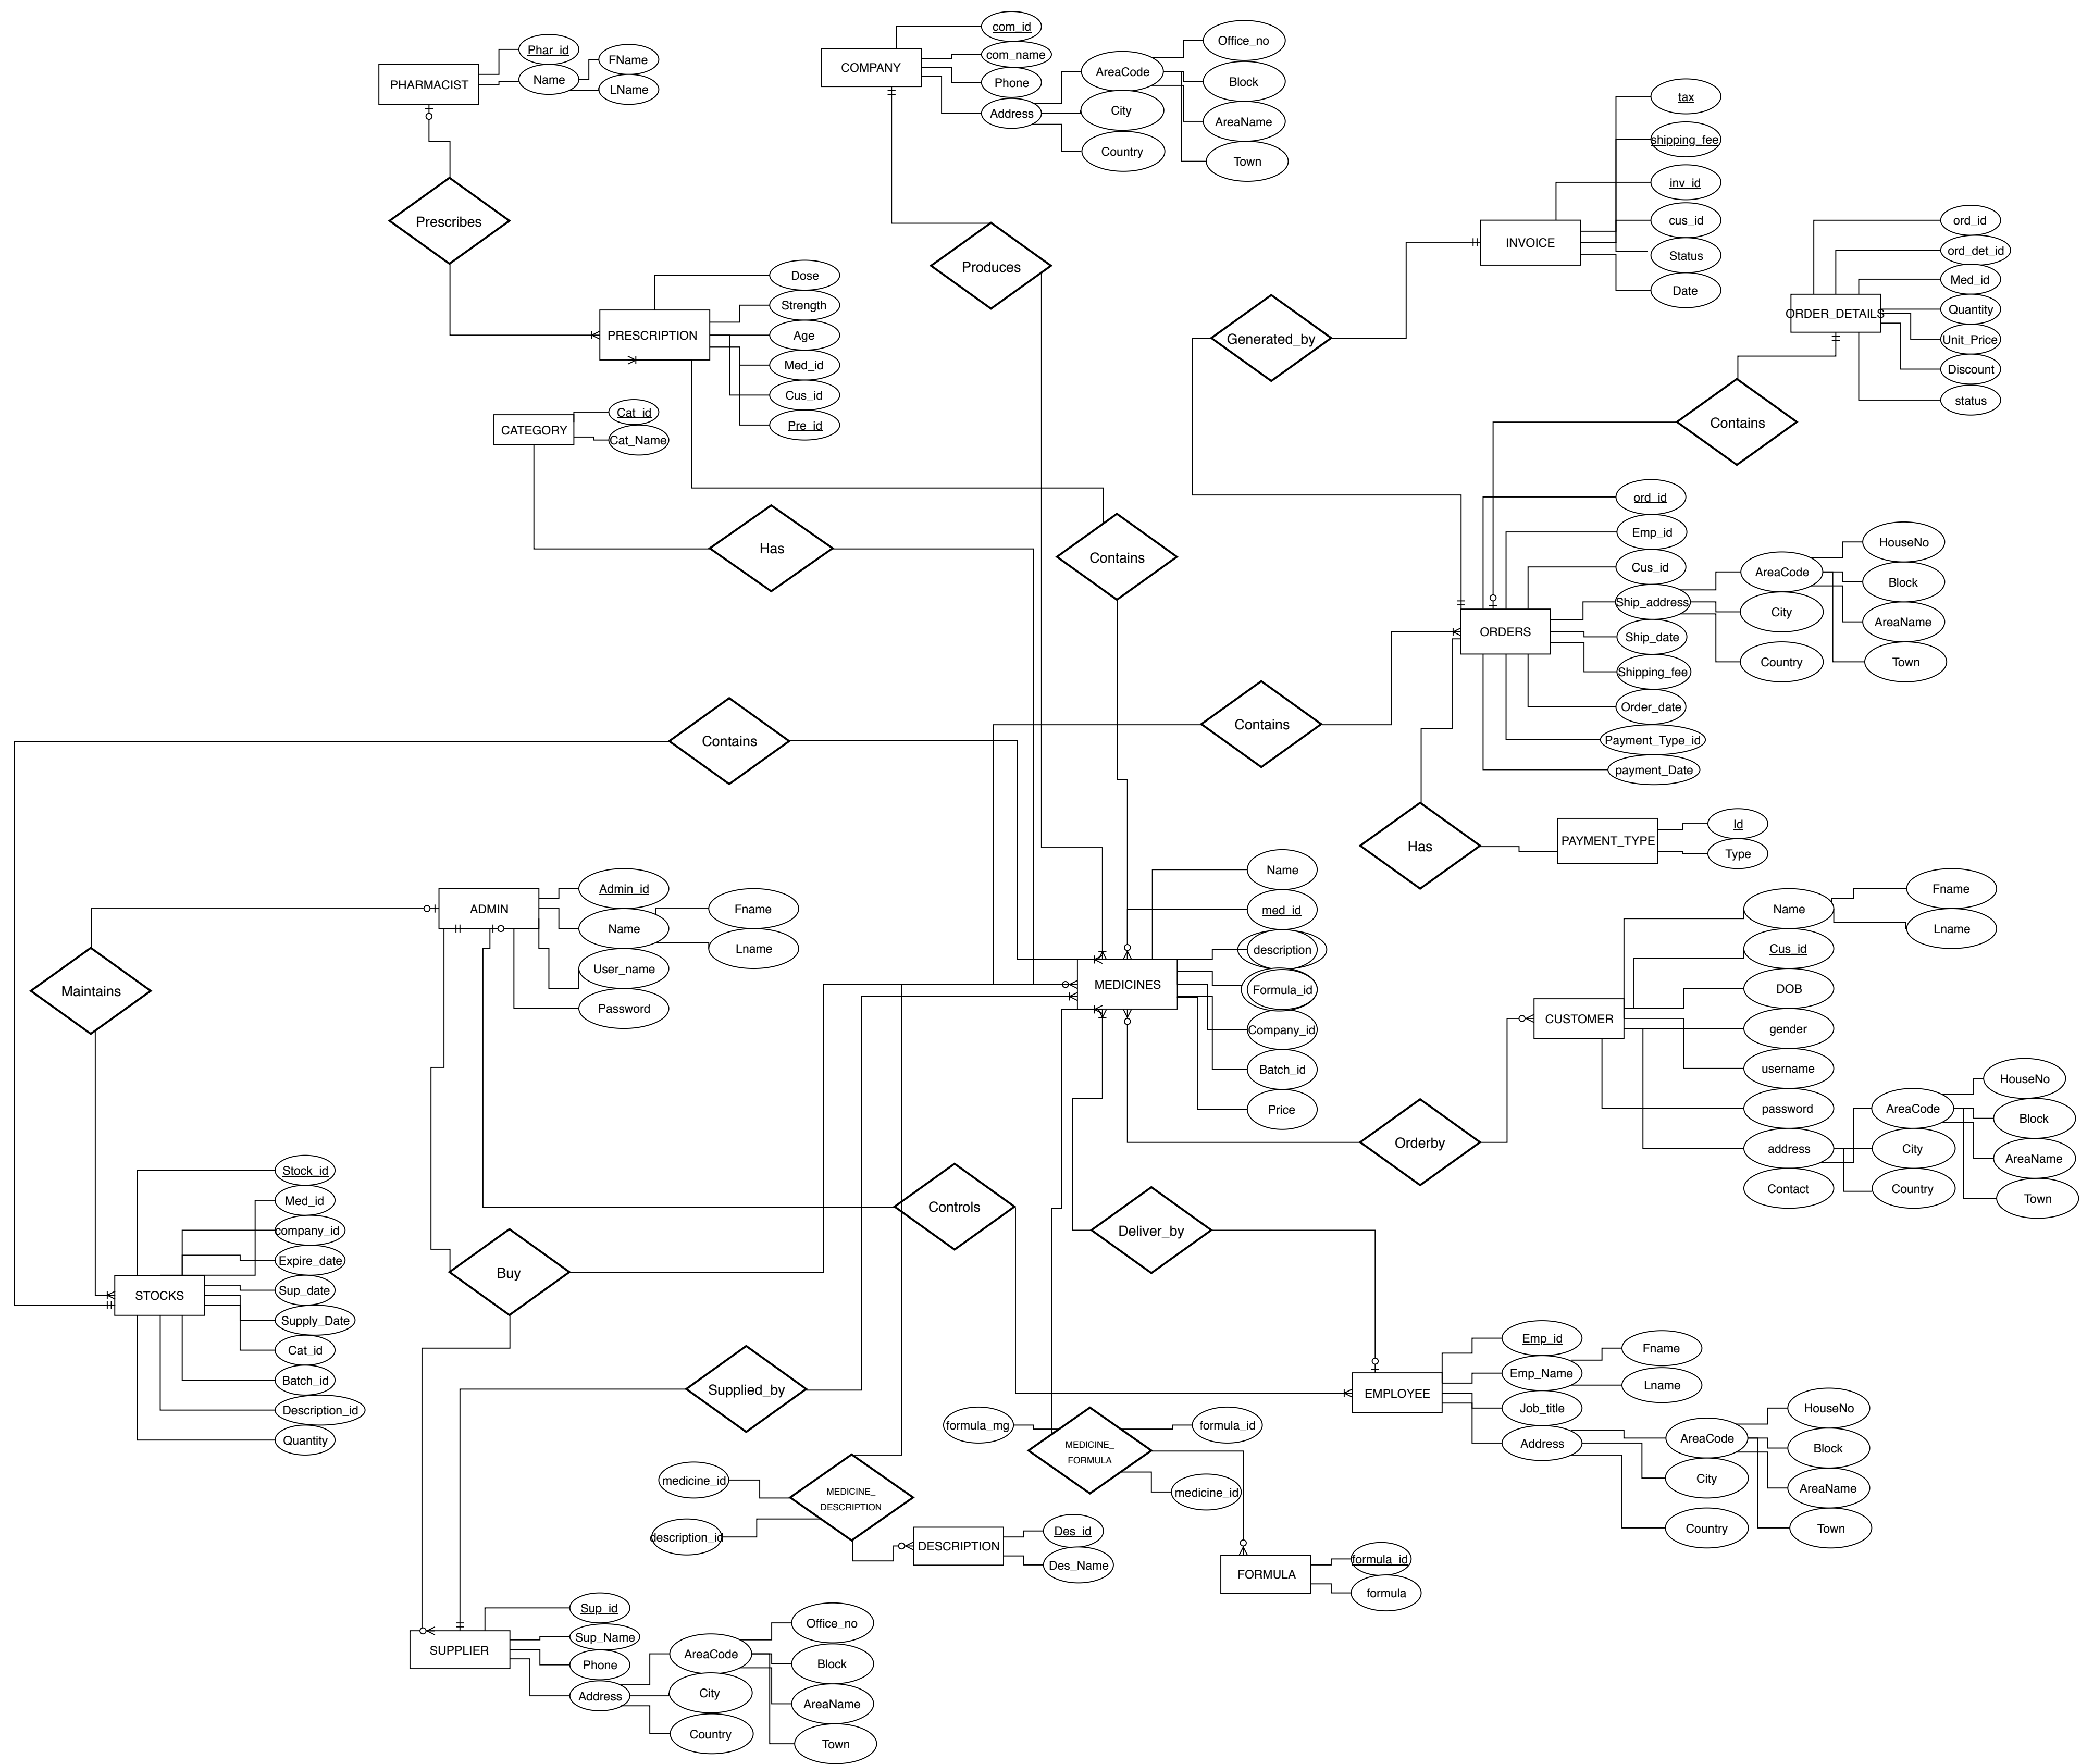 PHARMACIST
Phar_id
Name
FName
LName
Prescribes
COMPANY
com_id
com_name
Phone
Address
AreaCode
City
Country
Office_no
Block
AreaName
Town
Produces
INVOICE
tax
shipping_fee
inv_id
cus_id
Status
Date
Generated_by
ORDER_DETAILS
ord_id
ord_det_id
Med_id
Quantity
Unit_Price
Discount
status
Contains
PRESCRIPTION
Dose
Strength
Age
Med_id
Cus_id
Pre_id
CATEGORY
Cat_id
Cat_Name
Has
Contains
ORDERS
ord_id
Emp_id
Cus_id
Ship_address
Ship_date
Shipping_fee
Order_date
Payment_Type_id
payment_Date
AreaCode
City
Country
HouseNo
Block
AreaName
Town
Contains
Contains
Has
PAYMENT_TYPE
Id
Type
ADMIN
Admin_id
Name
User_name
Password
Fname
Lname
Maintains
MEDICINES
Name
med_id
description
Formula_id
Company_id
Batch_id
Price
CUSTOMER
Name
Cus_id
DOB
gender
username
password
address
Contact
Fname
Lname
AreaCode
City
Country
HouseNo
Block
AreaName
Town
Orderby
Controls
Deliver_by
Buy
STOCKS
Stock_id
Med_id
company_id
Expire_date
Sup_date
Supply_Date
Cat_id
Batch_id
Description_id
Quantity
Supplied_by
EMPLOYEE
Emp_id
Emp_Name
Job_title
Address
Fname
Lname
AreaCode
City
Country
HouseNo
Block
AreaName
Town
MEDICINE_
FORMULA
formula_mg
formula_id
medicine_id
MEDICINE_
DESCRIPTION
medicine_id
description_id
DESCRIPTION
Des_id
Des_Name
FORMULA
formula_id
formula
SUPPLIER
Sup_id
Sup_Name
Phone
Address
AreaCode
City
Country
Office_no
Block
AreaName
Town